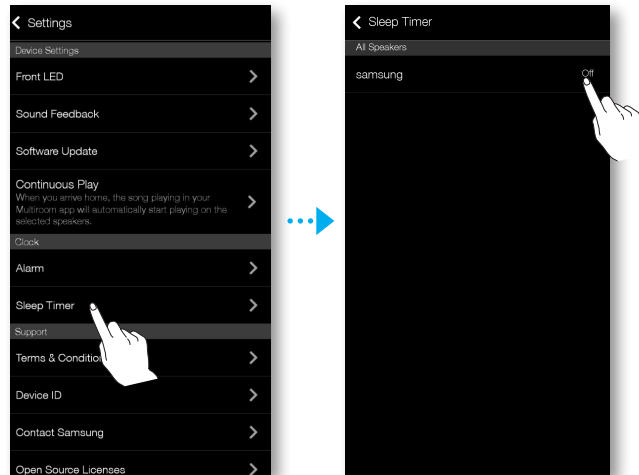 Settings
Device Settings
Front LED
Sound Feedback
Software Update
Continuous Play
When you arrive home, the song playing in your
Multiroom app will automatically start playing on the
selected speakers.
Clock
Alarm
Sleep Timer
Support
Terms & Condition
Device ID
Contact Samsung
Open Source Licenses
Sleep Timer
All Speakers
samsung
Off